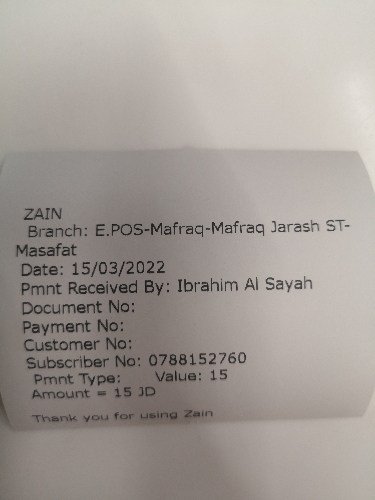 ZAIN
Branch: E.POS-Mafraq-Mafraq Jarash ST-
Masafat
Date: 15/03/2022
Pmnt Received By: Ibrahim Al Sayah
Document No:
Payment No:
Customer No:
Subscriber No: 0788152760
Pmnt Type: Value: 15
Amount = 15 JD
Thank you for using Zain